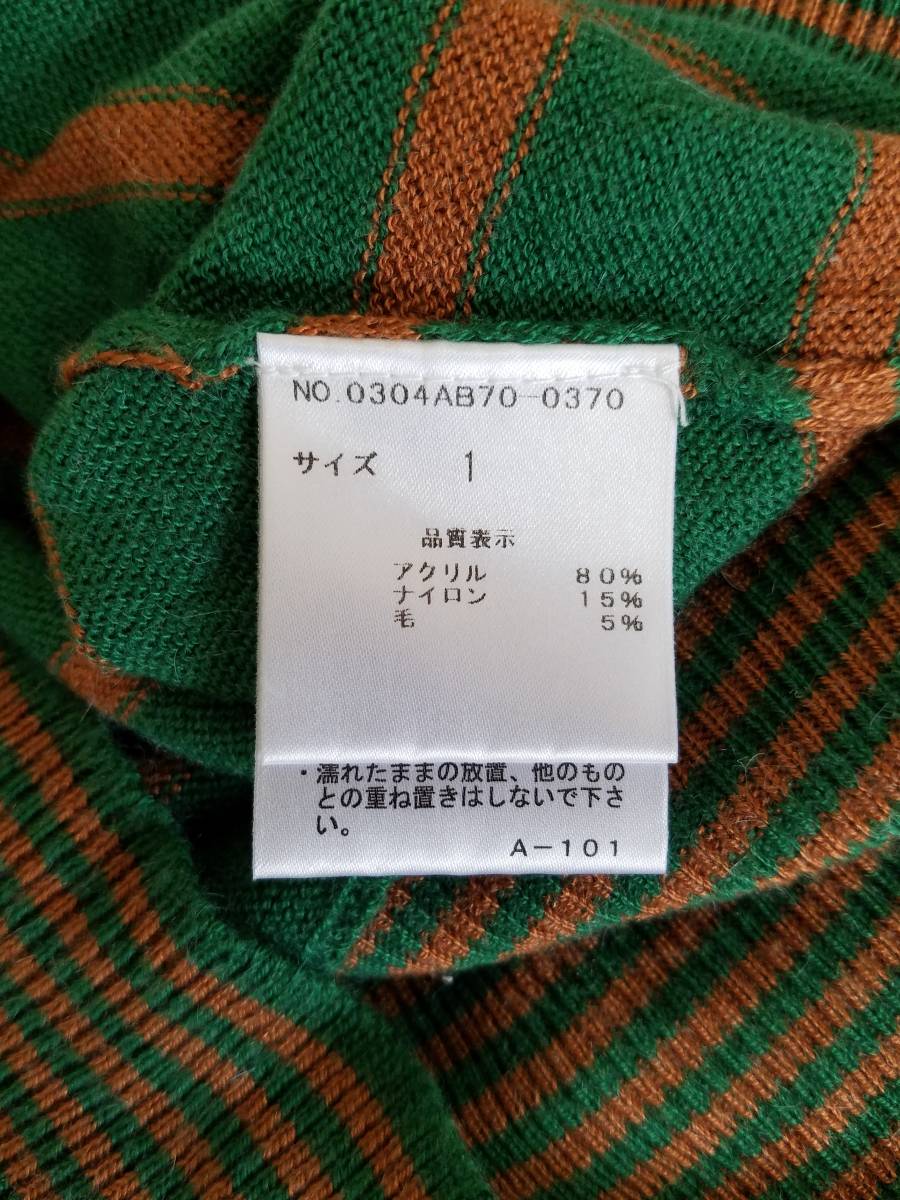 NO.0304AB70-0370
サイズ 1
品質表示
アクリル 80%
ナイロン 15%
毛 5%
・濡れたままの放置、他のもの
との重ね置きはしないで下さ
い。
A-101